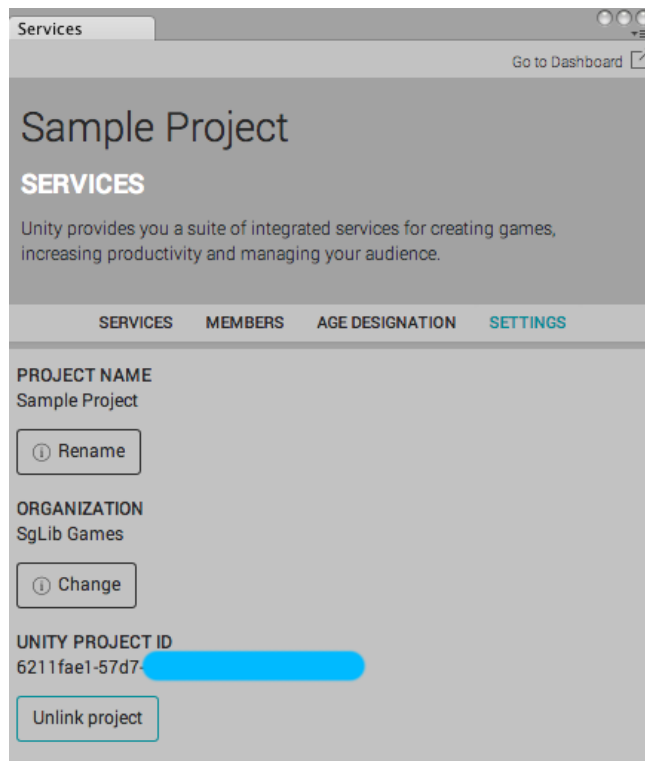 Services
Go to Dashboard
Sample Project
SERVICES
Unity provides you a suite of integrated services for creating games,
increasing productivity and managing your audience.
SERVICES MEMBERS AGE DESIGNATION SETTINGS
PROJECT NAME
Sample Project
Rename
ORGANIZATION
SgLib Games
Change
UNITY PROJECT ID
6211fae1-57d7-
Unlink project